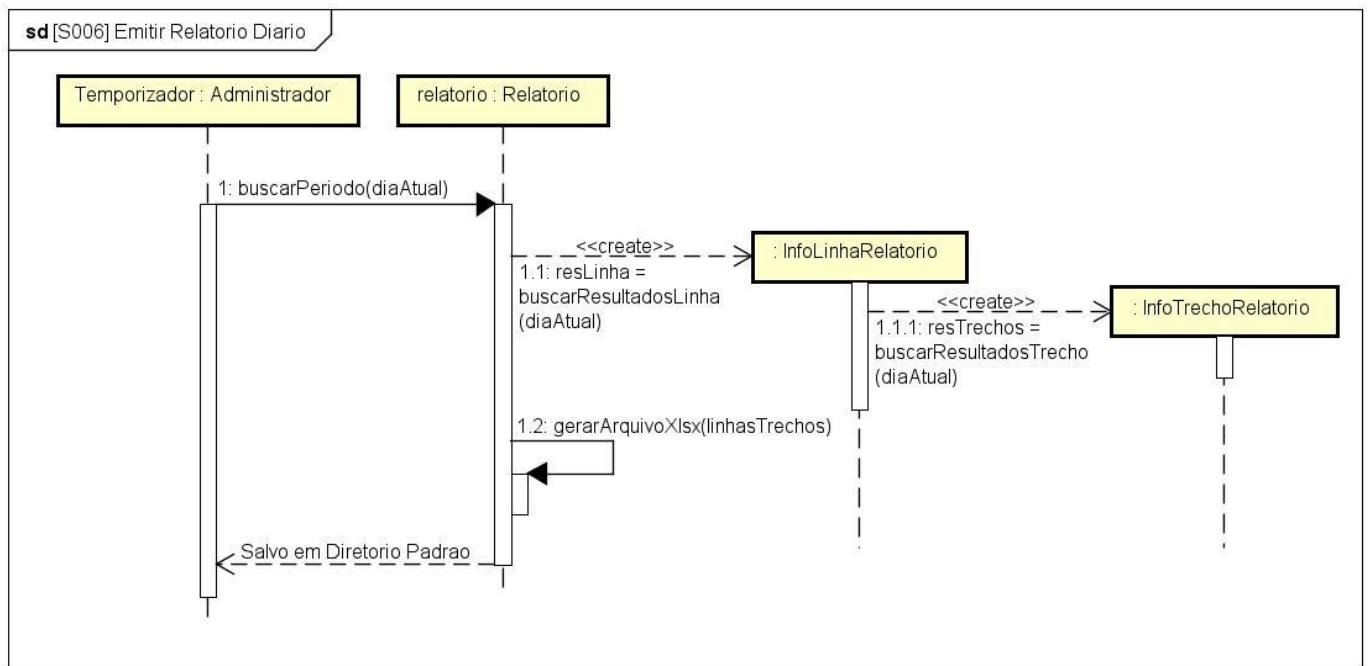 sd [S006] Emitir Relatorio Diario
Temporizador : Administrador
relatorio : Relatorio
1: buscarPeriodo(diaAtual)
<<create>>
: InfoLinhaRelatorio
1.1: resLinha =
buscarResultadosLinha
(diaAtual)
<<create>>
: InfoTrechoRelatorio
1.1.1: resTrechos =
buscarResultadosTrecho
(diaAtual)
1.2: gerarArquivoXlsx(linhasTrechos)
Salvo em Diretorio Padrao